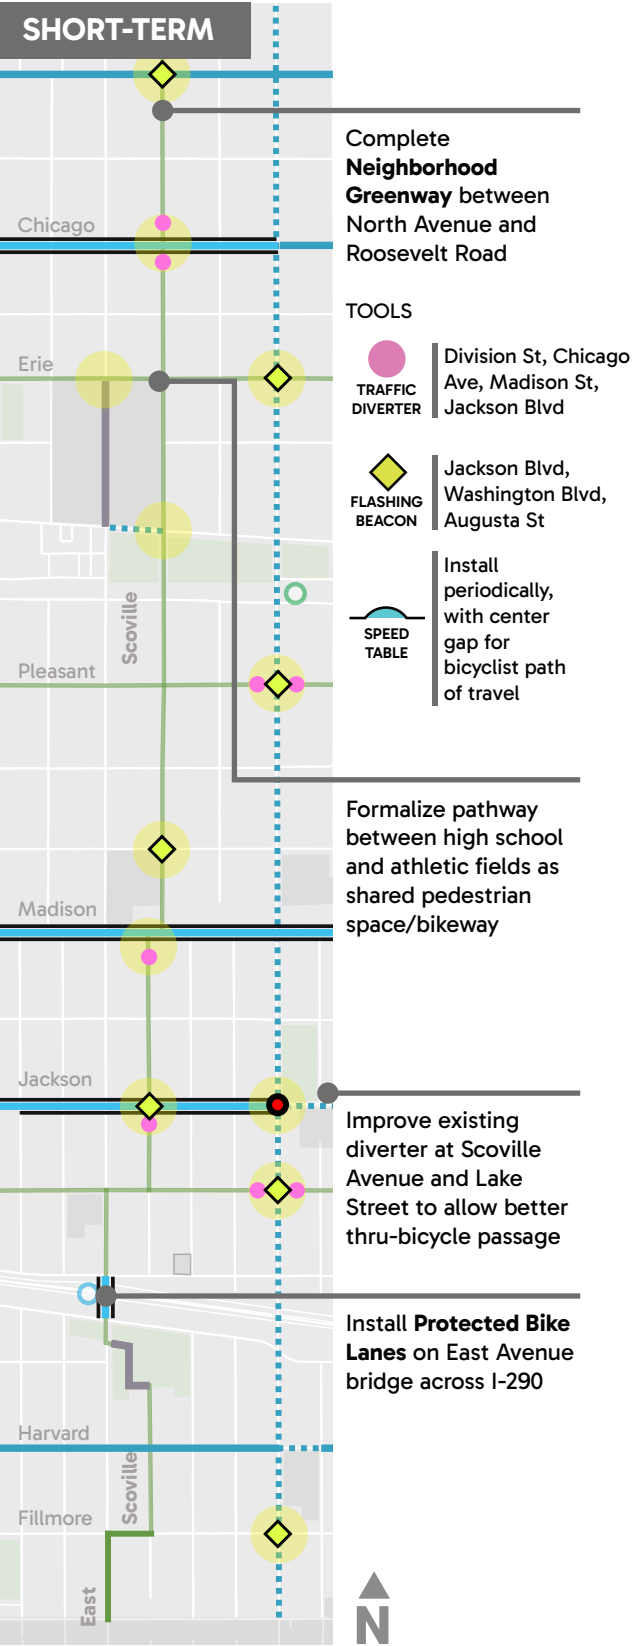 SHORT-TERM
Complete
Neighborhood
Greenway between
North Avenue and
Roosevelt Road
Chicago
TOOLS
Erie
TRAFFIC
DIVERTER
Division St, Chicago
Ave, Madison St,
Jackson Blvd
FLASHING
BEACON
Jackson Blvd,
Washington Blvd,
Augusta St
SPEED
TABLE
Install
periodically,
with center
gap for
bicyclist path
of travel
Scoville
Pleasant
Formalize pathway
between high school
and athletic fields as
shared pedestrian
space/bikeway
Madison
Jackson
Improve existing
diverter at Scoville
Avenue and Lake
Street to allow better
thru-bicycle passage
Install Protected Bike
Lanes on East Avenue
bridge across I-290
Harvard
Scoville
Fillmore
East
N